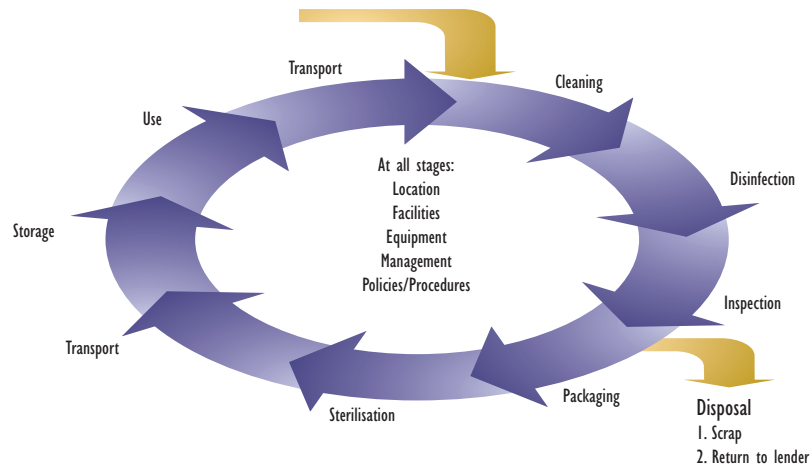 Transport
Cleaning
Use
Disinfection
At all stages:
Location
Facilities
Equipment
Management
Policies/Procedures
Storage
Inspection
Transport
Packaging
Sterilisation
Disposal
1. Scrap
2. Return to lender